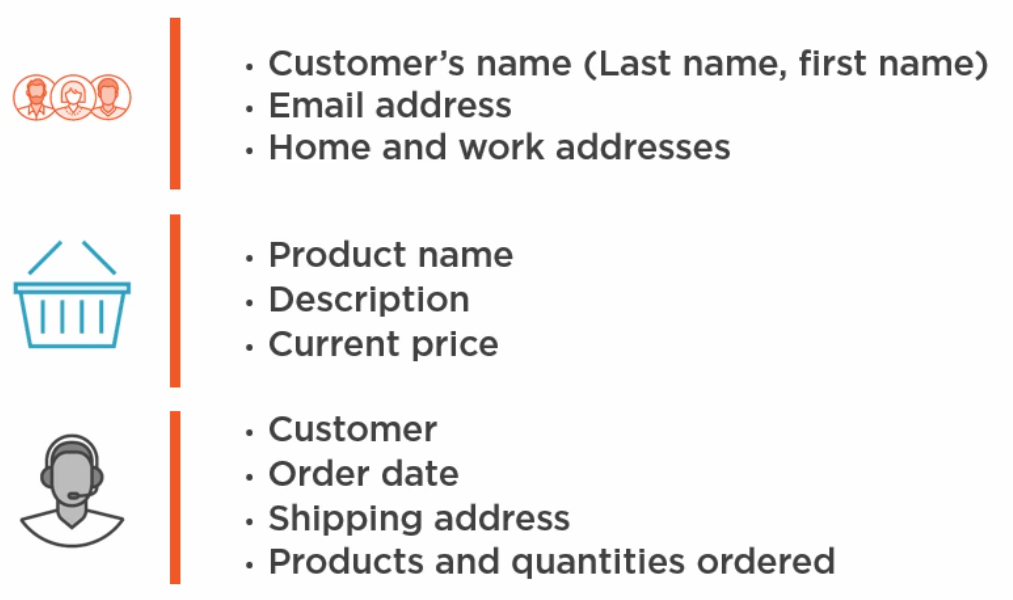 • Customer’s name (Last name, first name)
• Email address
• Home and work addresses
• Product name
• Description
• Current price
• Customer
• Order date
• Shipping address
• Products and quantities ordered